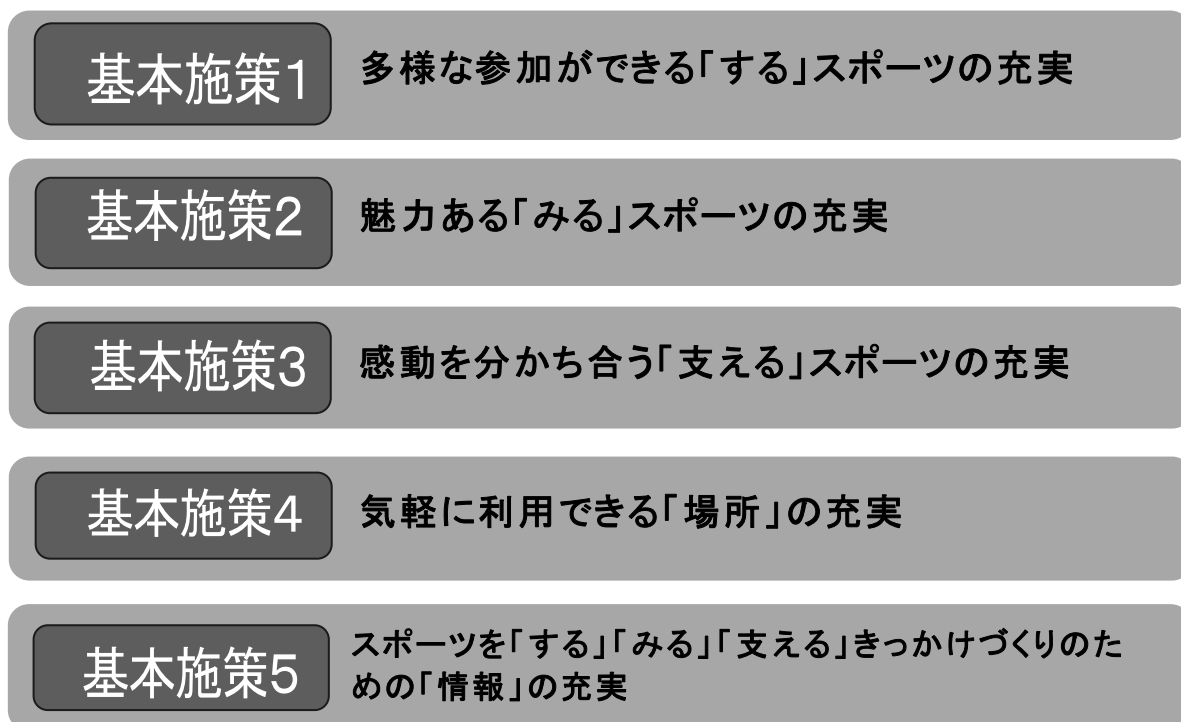 基本施策1
多様な参加ができる「する」スポーツの充実
基本施策2
魅力ある「みる」スポーツの充実
基本施策3
感動を分かち合う「支える」スポーツの充実
基本施策4
気軽に利用できる「場所」の充実
基本施策5
スポーツを「する」「みる」「支える」きっかけづくりのた
めの「情報」の充実